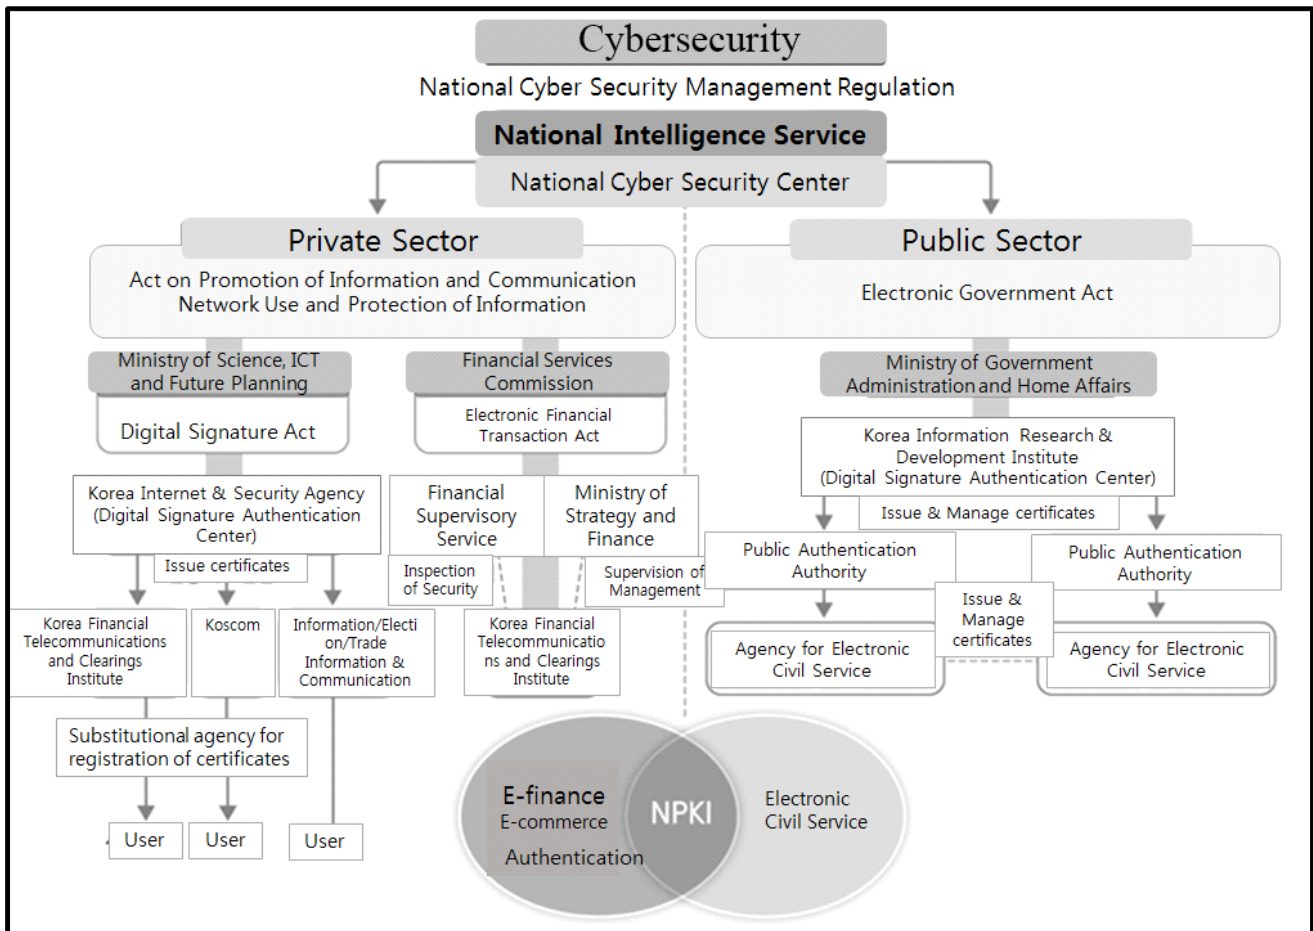 Cybersecurity
National Cyber Security Management Regulation
National Intelligence Service
National Cyber Security Center
Private Sector
Act on Promotion of Information and Communication
Network Use and Protection of Information
Public Sector
Electronic Government Act
Ministry of Science, ICT
and Future Planning
Digital Signature Act
Financial Services
Commission
Electronic Financial
Transaction Act
Ministry of Government
Administration and Home Affairs
Korea Information Research &
Development Institute
(Digital Signature Authentication Center)
Issue & Manage certificates
Korea Internet & Security Agency
(Digital Signature Authentication
Center)
Issue certificates
Financial
Supervisory
Service
Ministry of
Strategy and
Finance
Inspection
of Security
Supervision of
Management
Public Authentication
Authority
Public Authentication
Authority
Issue &
Manage
certificates
Korea Financial
Telecommunications
and Clearings
Institute
Koscom
Information/Electi
on/Trade
Information &
Communication
Korea Financial
Telecommunicatio
ns and Clearings
Institute
Agency for Electronic
Civil Service
Agency for Electronic
Civil Service
Substitutional agency for
registration of certificates
User
User
User
E-finance
E-commerce
Authentication
NPKI
Electronic
Civil Service